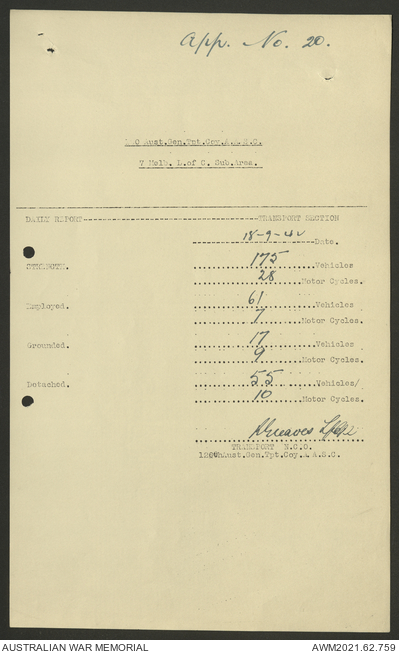 App. No. 20.
Aust.Gen.Tpt.Coy.A.A.S.C.
7 Melb. L.of C. Sub.Area.
DAILY REPORT TRANSPORT SECTION
18-9-42 Date.
STRENGTH. 175 Vehicles
28 Motor Cycles.
Employed. 61 Vehicles
7 Motor Cycles.
Grounded. 17 Vehicles
9 Motor Cycles.
Detached. 55 Vehicles/
10 Motor Cycles.
Greaves
TRANSPORT N.C.O.
Aust.Gen.Tpt.Coy.A.A.S.C.
AUSTRALIAN WAR MEMORIAL AWM2021.62.759